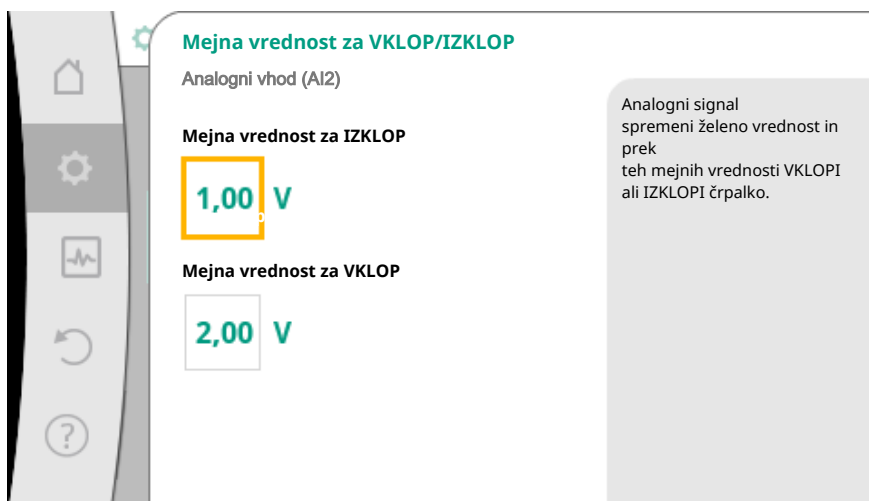 Mejna vrednost za VKLOP/IZKLOP
Analogni vhod (AI2)
Mejna vrednost za IZKLOP
1,00 V
Mejna vrednost za VKLOP
2,00 V
Analogni signal
spremeni želeno vrednost in
prek
teh mejnih vrednosti VKLOPI
ali IZKLOPI črpalko.
?